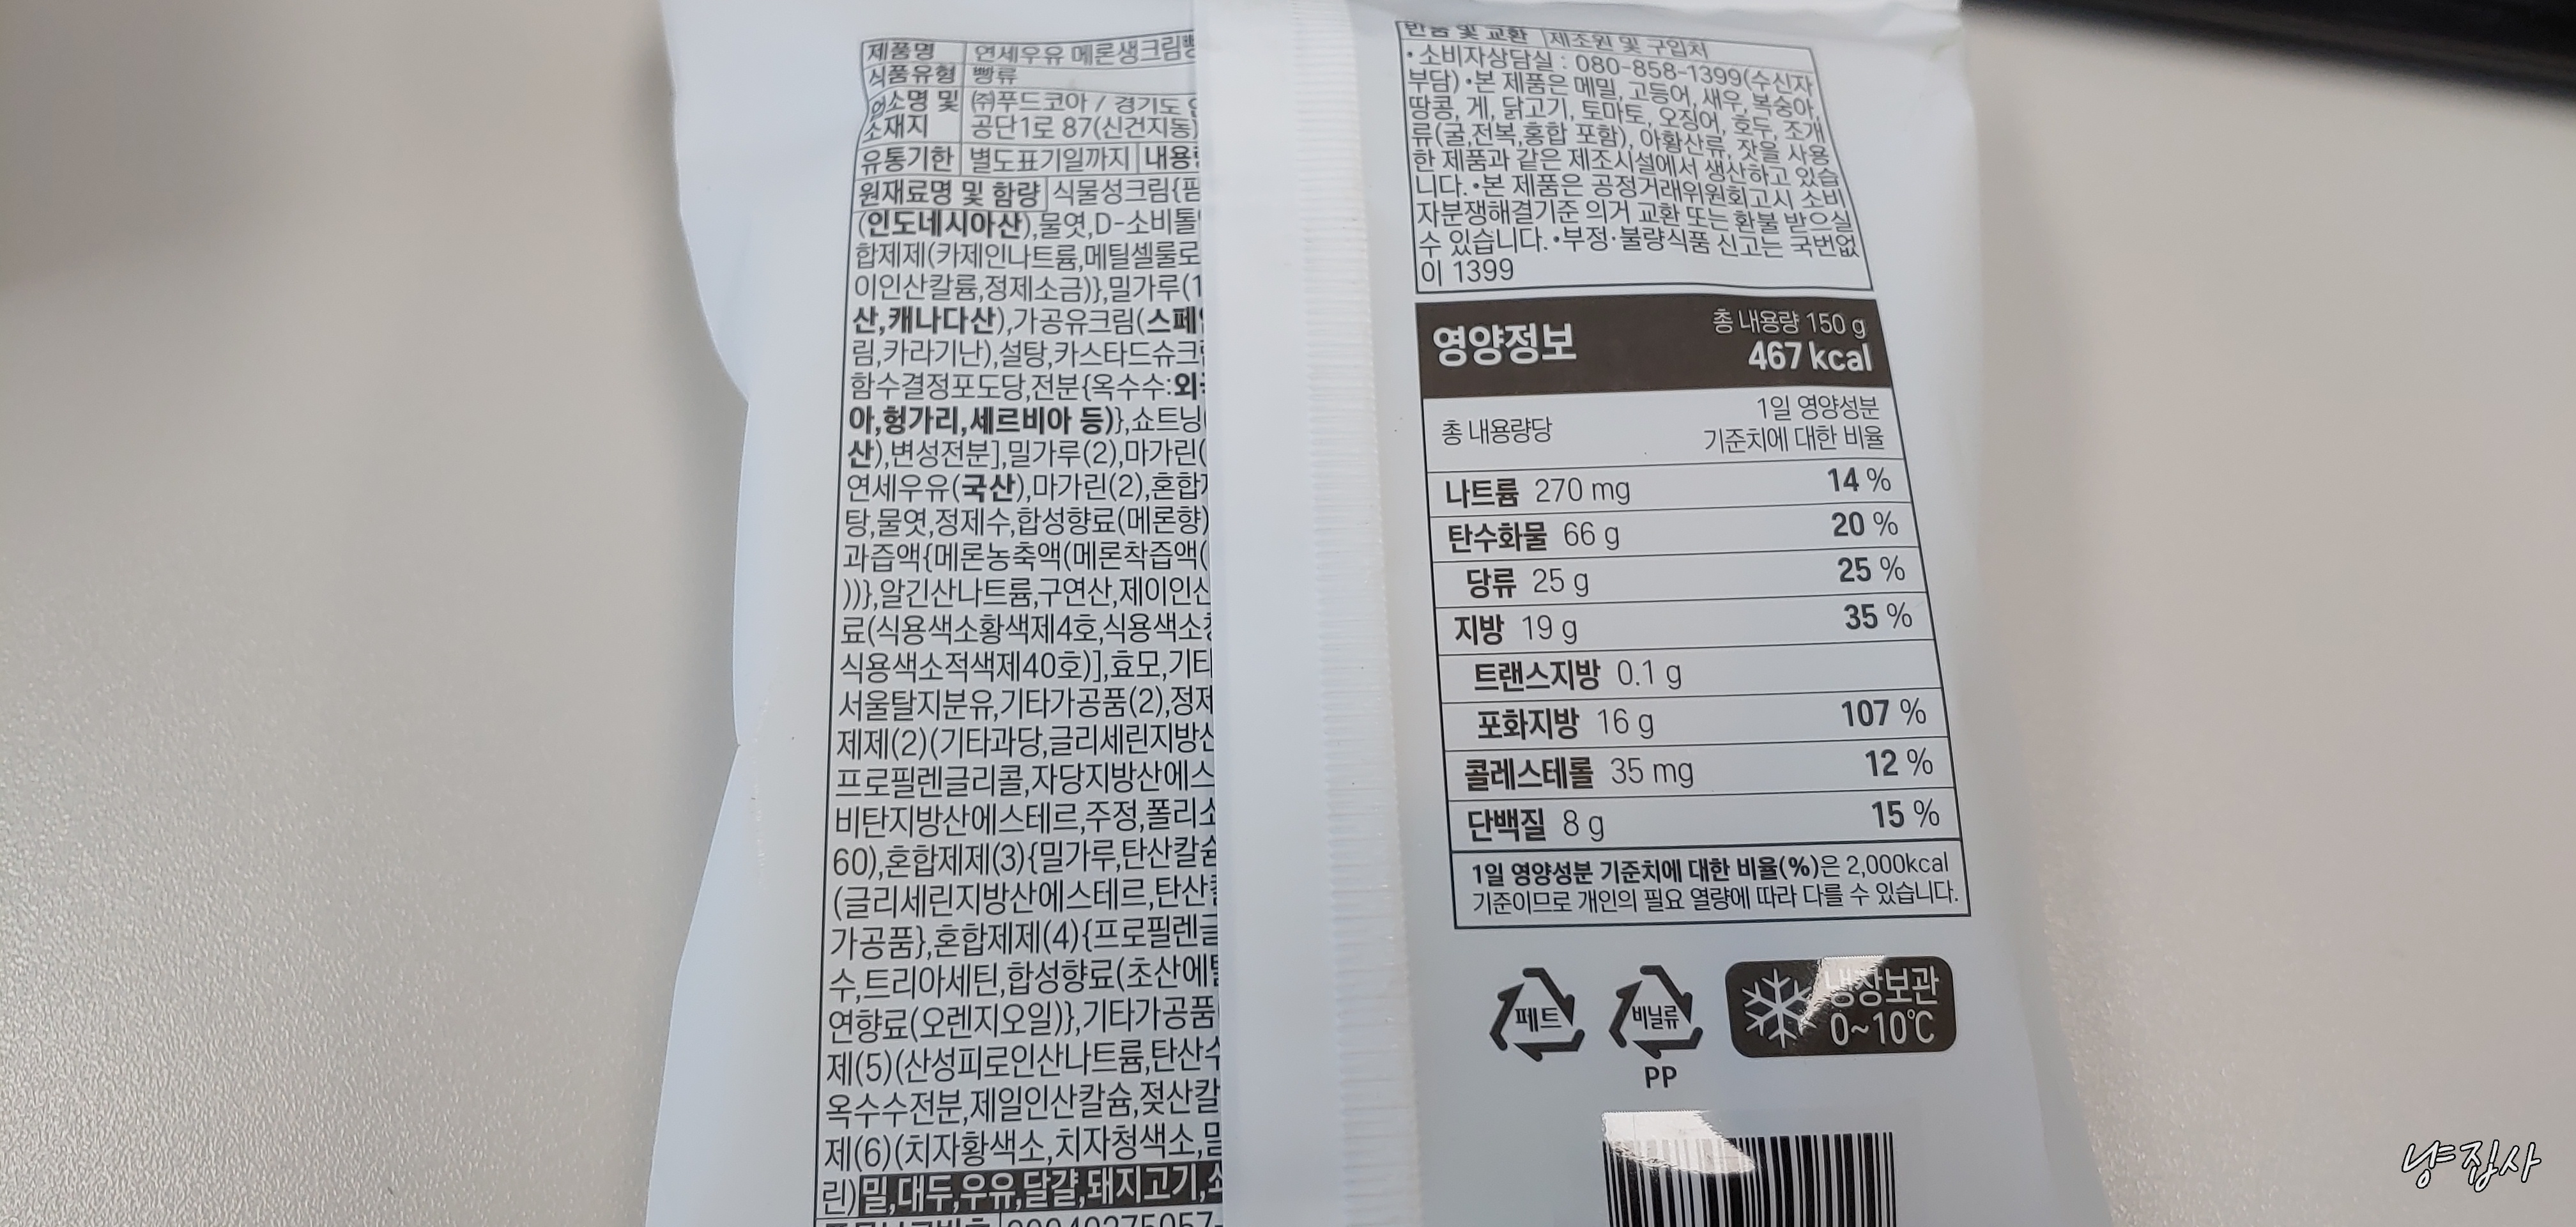 제품명 연세우유 메론생크림빵
식품유형 빵류
업소명 및 ㈜푸드코아 / 경기도
소재지 공단1로 87(신건지동)
유통기한 별도표기일까지 내용
원재료명 및 함량 식물성크림{팜
(인도네시아산),물엿,D-소비톨
합제제(카제인나트륨,메틸셀룰로
이인산칼륨,정제소금)},밀가루(1
산,캐나다산),가공유크림(스페
림,카라기난),설탕,카스타드슈크
함수결정포도당,전분{옥수수:외
아,헝가리,세르비아 등)},쇼트닝(
산),변성전분],밀가루(2),마가린(
연세우유(국산),마가린(2),혼합
탕,물엿,정제수,합성향료(메론향)
과즙액{메론농축액(메론착즙액(
))},알긴산나트륨,구연산,제이인산
료(식용색소황색제4호,식용색소
식용색소적색제40호)],효모,기타
서울탈지분유,기타가공품(2),정제
제제(2)(기타과당,글리세린지방산
프로필렌글리콜,자당지방산에스
비탄지방산에스테르,주정,폴리소
60),혼합제제(3){밀가루,탄산칼슘
(글리세린지방산에스테르,탄산
가공품},혼합제제(4){프로필렌글
수,트리아세틴,합성향료(초산에틸
연향료(오렌지오일)},기타가공품
제(5)(산성피로인산나트륨,탄산수
옥수수전분,제일인산칼슘,젖산칼
제(6)(치자황색소,치자청색소,
린)밀,대두,우유,달걀,돼지고기,
반품 및 교환 제조원 및 구입처
•소비자상담실 : 080-858-1399(수신자
부담) •본 제품은 메밀, 고등어, 새우, 복숭아,
땅콩, 게, 닭고기, 토마토, 오징어, 호두, 조개
류(굴,전복,홍합 포함), 아황산류, 잣을 사용
한 제품과 같은 제조시설에서 생산하고 있습
니다.•본 제품은 공정거래위원회고시 소비
자분쟁해결기준 의거 교환 또는 환불 받으실
수 있습니다.•부정·불량식품 신고는 국번없
이 1399
영양정보 총 내용량 150 g
467 kcal
총 내용량당 1일 영양성분
기준치에 대한 비율
나트륨 270 mg 14 %
탄수화물 66 g 20 %
당류 25 g 25 %
지방 19 g 35 %
트랜스지방 0.1 g
포화지방 16 g 107 %
콜레스테롤 35 mg 12 %
단백질 8 g 15 %
1일 영양성분 기준치에 대한 비율(%)은 2,000kcal
기준이므로 개인의 필요 열량에 따라 다를 수 있습니다.
페트 비닐류 냉장보관
PP 0~10℃
냥집사